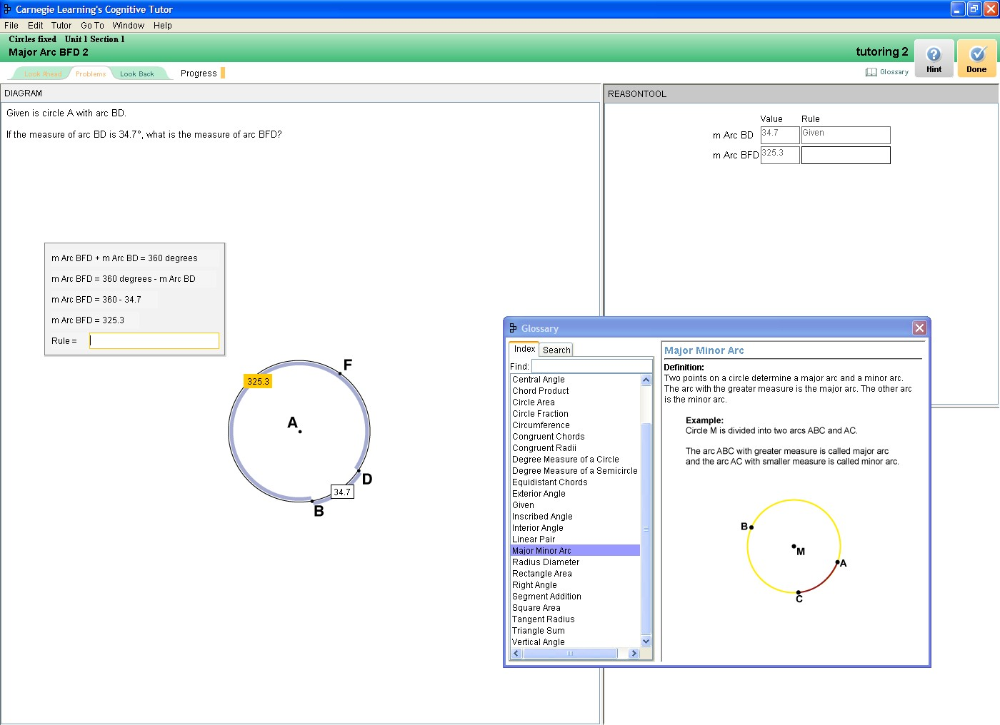 Carnegie Learning's Cognitive Tutor
File Edit Tutor Go To Window Help
Circles fixed Unit 1 Section 1
Major Arc BFD 2
tutoring 2
Hint
Done
Look Ahead Problems Look Back Progress
Glossary
DIAGRAM
Given is circle A with arc BD.
If the measure of arc BD is 34.7°, what is the measure of arc BFD?
m Arc BFD + m Arc BD = 360 degrees
m Arc BFD = 360 degrees - m Arc BD
m Arc BFD = 360 - 34.7
m Arc BFD = 325.3
Rule =
F
325.3
A
D
34.7
B
REASONTOOL
Value Rule
m Arc BD 34.7 Given
m Arc BFD 325.3
Glossary
Index Search
Find:
Central Angle
Chord Product
Circle Area
Circle Fraction
Circumference
Congruent Chords
Congruent Radii
Degree Measure of a Circle
Degree Measure of a Semicircle
Equidistant Chords
Exterior Angle
Given
Inscribed Angle
Interior Angle
Linear Pair
Major Minor Arc
Radius Diameter
Rectangle Area
Right Angle
Segment Addition
Square Area
Tangent Radius
Triangle Sum
Vertical Angle
Major Minor Arc
Definition:
Two points on a circle determine a major arc and a minor arc.
The arc with the greater measure is the major arc. The other arc
is the minor arc.
Example:
Circle M is divided into two arcs ABC and AC.
The arc ABC with greater measure is called major arc
and the arc AC with smaller measure is called minor arc.
B
M
A
C